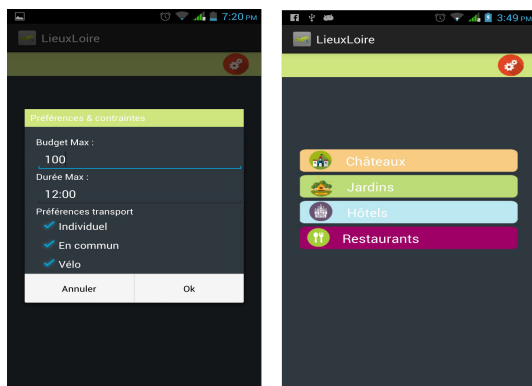 7:20 PM
LieuxLoire
Préférences & contraintes
Budget Max :
100
Durée Max :
12:00
Préférences transport
Individuel
En commun
Vélo
Annuler Ok
3:49 PM
LieuxLoire
Châteaux
Jardins
Hôtels
Restaurants